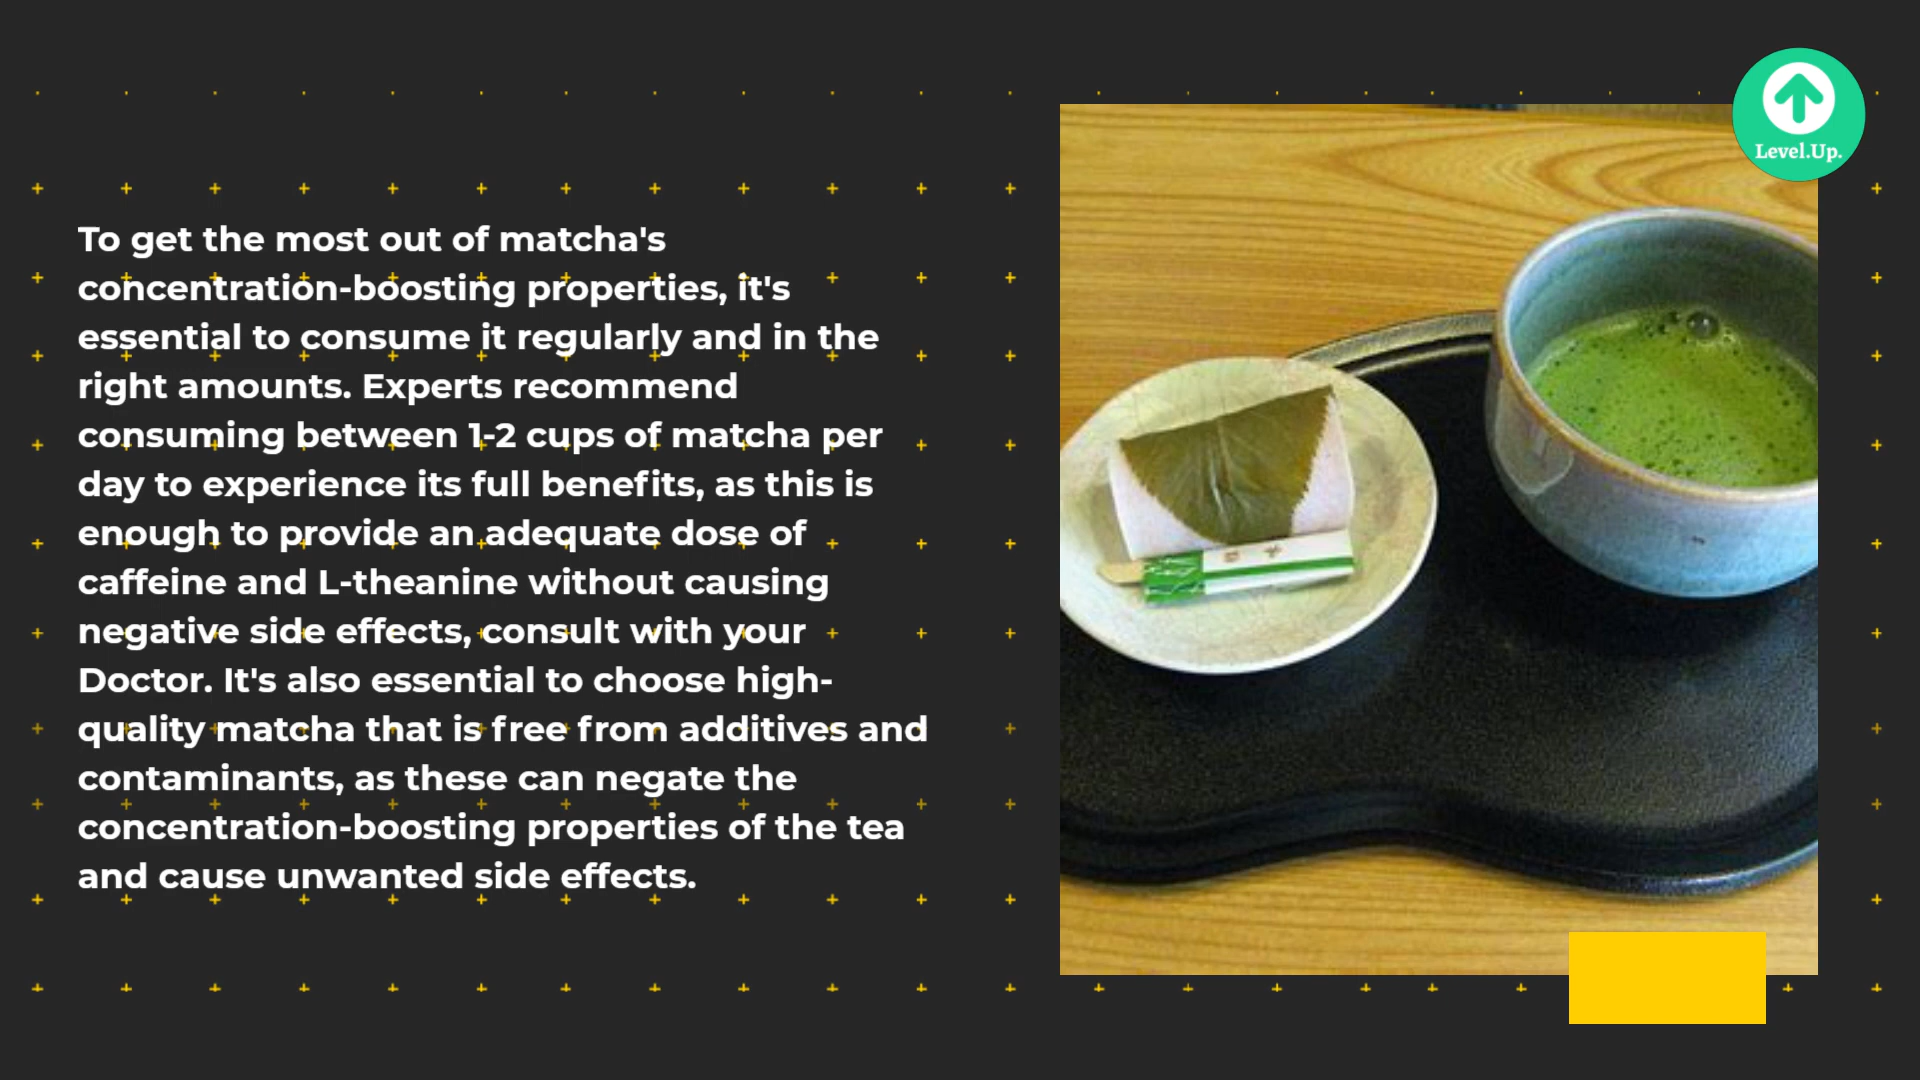 To get the most out of matcha's
concentration-boosting properties, it's
essential to consume it regularly and in the
right amounts. Experts recommend
consuming between 1-2 cups of matcha per
day to experience its full benefits, as this is
enough to provide an adequate dose of
caffeine and L-theanine without causing
negative side effects, consult with your
Doctor. It's also essential to choose high-
quality matcha that is free from additives and
contaminants, as these can negate the
concentration-boosting properties of the tea
and cause unwanted side effects.
Level.Up.